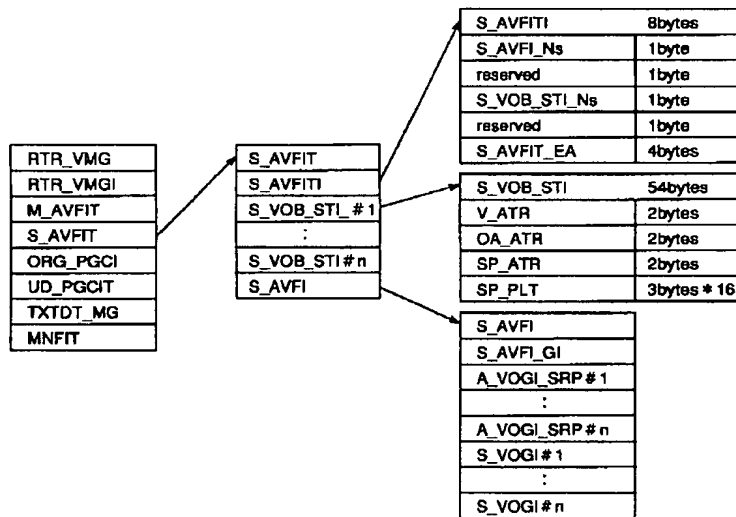 RTR_VMG
RTR_VMGI
M_AVFIT
S_AVFIT
ORG_PGCI
UD_PGCIT
TXTDT_MG
MNFIT
S_AVFIT
S_AVFITI
S_VOB_STI_#1
:
S_VOB_STI#n
S_AVFI
S_AVFITI 8bytes
S_AVFI_Ns 1byte
reserved 1byte
S_VOB_STI_Ns 1byte
reserved 1byte
S_AVFIT_EA 4bytes
S_VOB_STI 54bytes
V_ATR 2bytes
OA_ATR 2bytes
SP_ATR 2bytes
SP_PLT 3bytes*16
S_AVFI
S_AVFI_GI
A_VOGI_SRP#1
:
A_VOGI_SRP#n
S_VOGI#1
:
S_VOGI#n